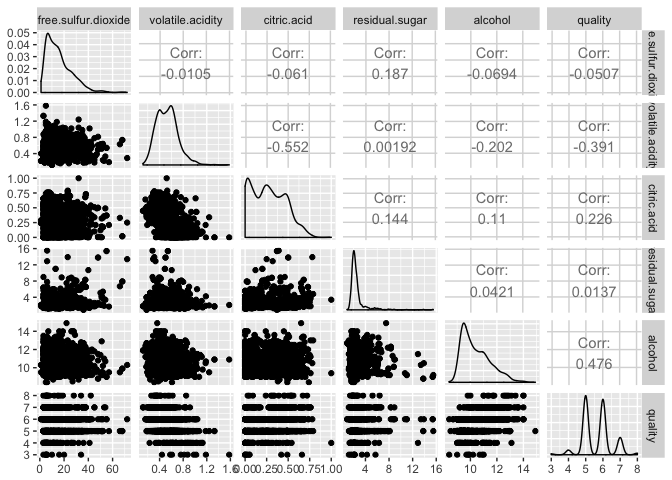 free.sulfur.dioxide volatile.acidity citric.acid residual.sugar alcohol quality
0.05
0.04
0.03
0.02
0.01
0.00
Corr:
-0.0105
Corr:
-0.061
Corr:
0.187
Corr:
-0.0694
Corr:
-0.0507
e.sulfur.diox
1.6
1.2
0.8
0.4
Corr:
-0.552
Corr:
0.00192
Corr:
-0.202
Corr:
-0.391
volatile.acidit
1.00
0.75
0.50
0.25
0.00
Corr:
0.144
Corr:
0.11
Corr:
0.226
citric.acid
16
12
8
4
Corr:
0.0421
Corr:
0.0137
esidual.suga
14
12
10
Corr:
0.476
alcohol
8
7
6
5
4
3
quality
0 20 40 60
0.4 0.8 1.2 1.6
0.00 0.25 0.50 0.75 1.00
4 8 12 16
10 12 14
3 4 5 6 7 8